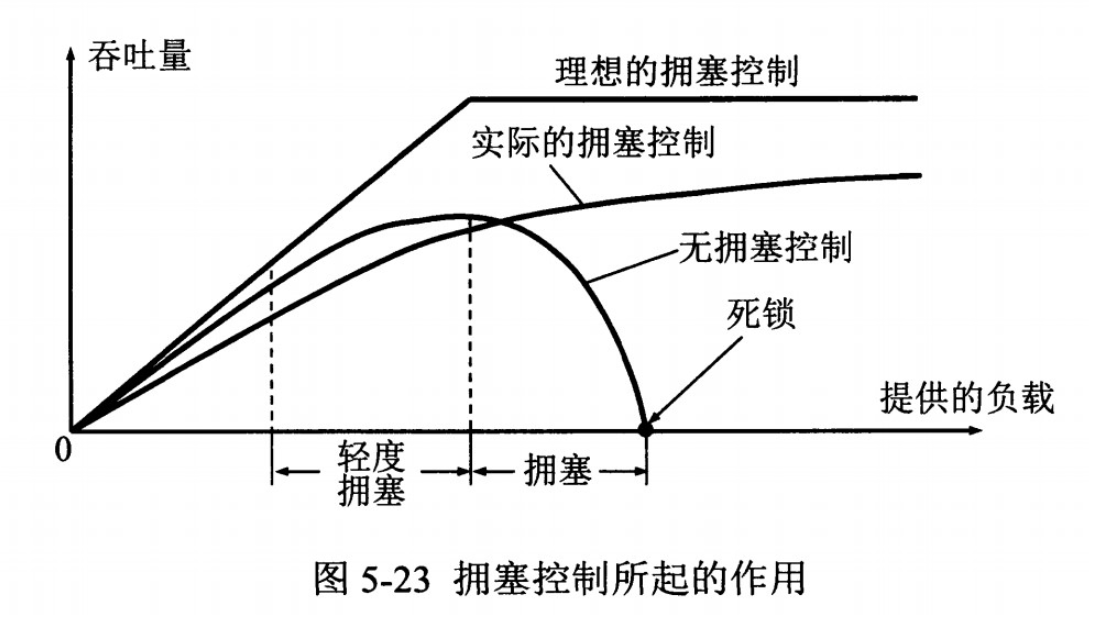 吞吐量
理想的拥塞控制
实际的拥塞控制
无拥塞控制
死锁
提供的负载
0
轻度
拥塞
拥塞
图 5-23 拥塞控制所起的作用